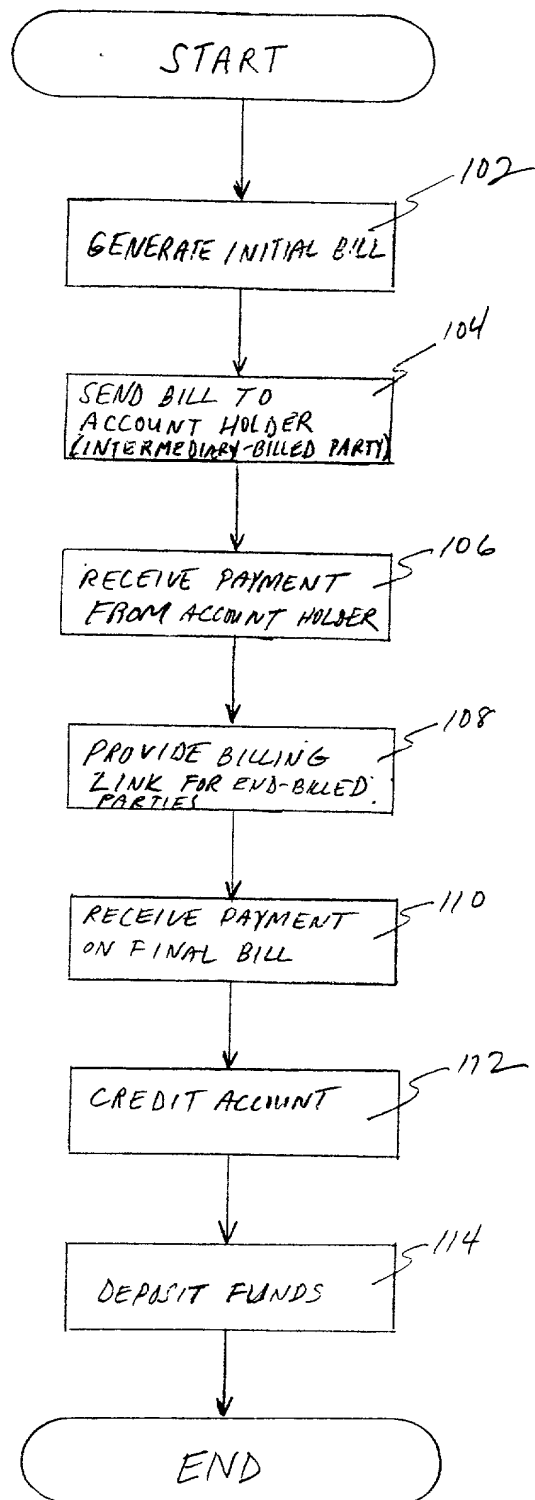 START
102
GENERATE INITIAL BILL
104
SEND BILL TO
ACCOUNT HOLDER
(INTERMEDIARY-BILLED PARTY)
106
RECEIVE PAYMENT
FROM ACCOUNT HOLDER
108
PROVIDE BILLING
LINK FOR END-BILLED
PARTIES
110
RECEIVE PAYMENT
ON FINAL BILL
112
CREDIT ACCOUNT
114
DEPOSIT FUNDS
END